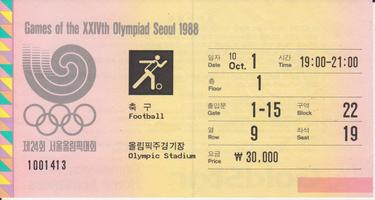 Games of the XXIVth Olympiad Seoul 1988
제24회 서울올림픽대회
1001413
축구
Football
올림픽주경기장
Olympic Stadium
일자 Date 10 Oct. 1 시간 Time 19:00-21:00
층 Floor 1
출입문 Gate 1-15 구역 Block 22
열 Row 9 좌석 Seat 19
요금 Price ₩30,000